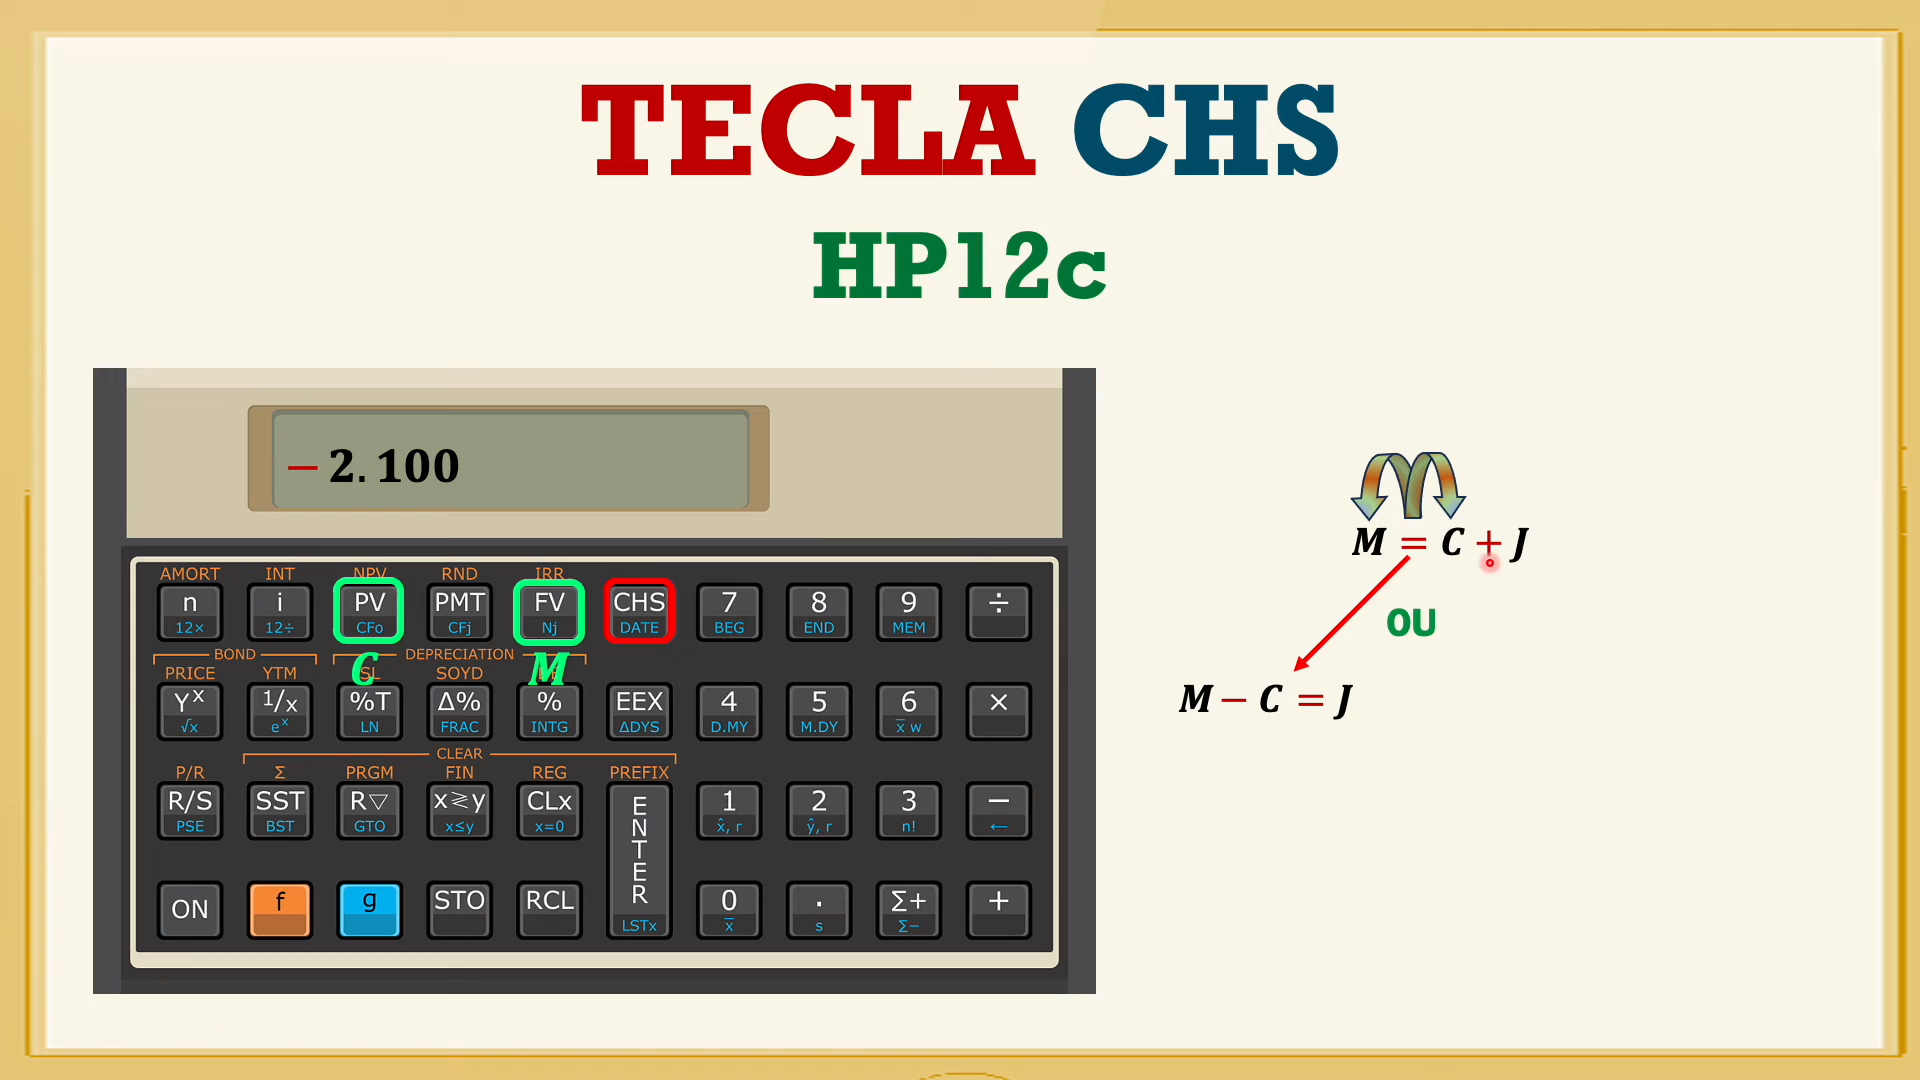 TECLA CHS
HP12c
− 2.100
AMORT INT NPV RND IRR
n i PV PMT FV CHS 7 8 9 ÷
12× 12÷ CFo CFj Nj DATE BEG END MEM
BOND DEPRECIATION
C M
PRICE YTM SL SOYD
Yˣ 1/x %T Δ% % EEX 4 5 6 ×
√x eˣ LN FRAC INTG ΔDYS D.MY M.DY x̄ w
CLEAR
P/R Σ PRGM FIN REG PREFIX
R/S SST R▽ x≷y CLx ENTER 1 2 3 −
PSE BST GTO x≤y x=0 x̂, r ŷ, r n! ←
ON f g STO RCL 0 . Σ+ +
LSTx x̄ s Σ−
M = C + J
OU
M − C = J